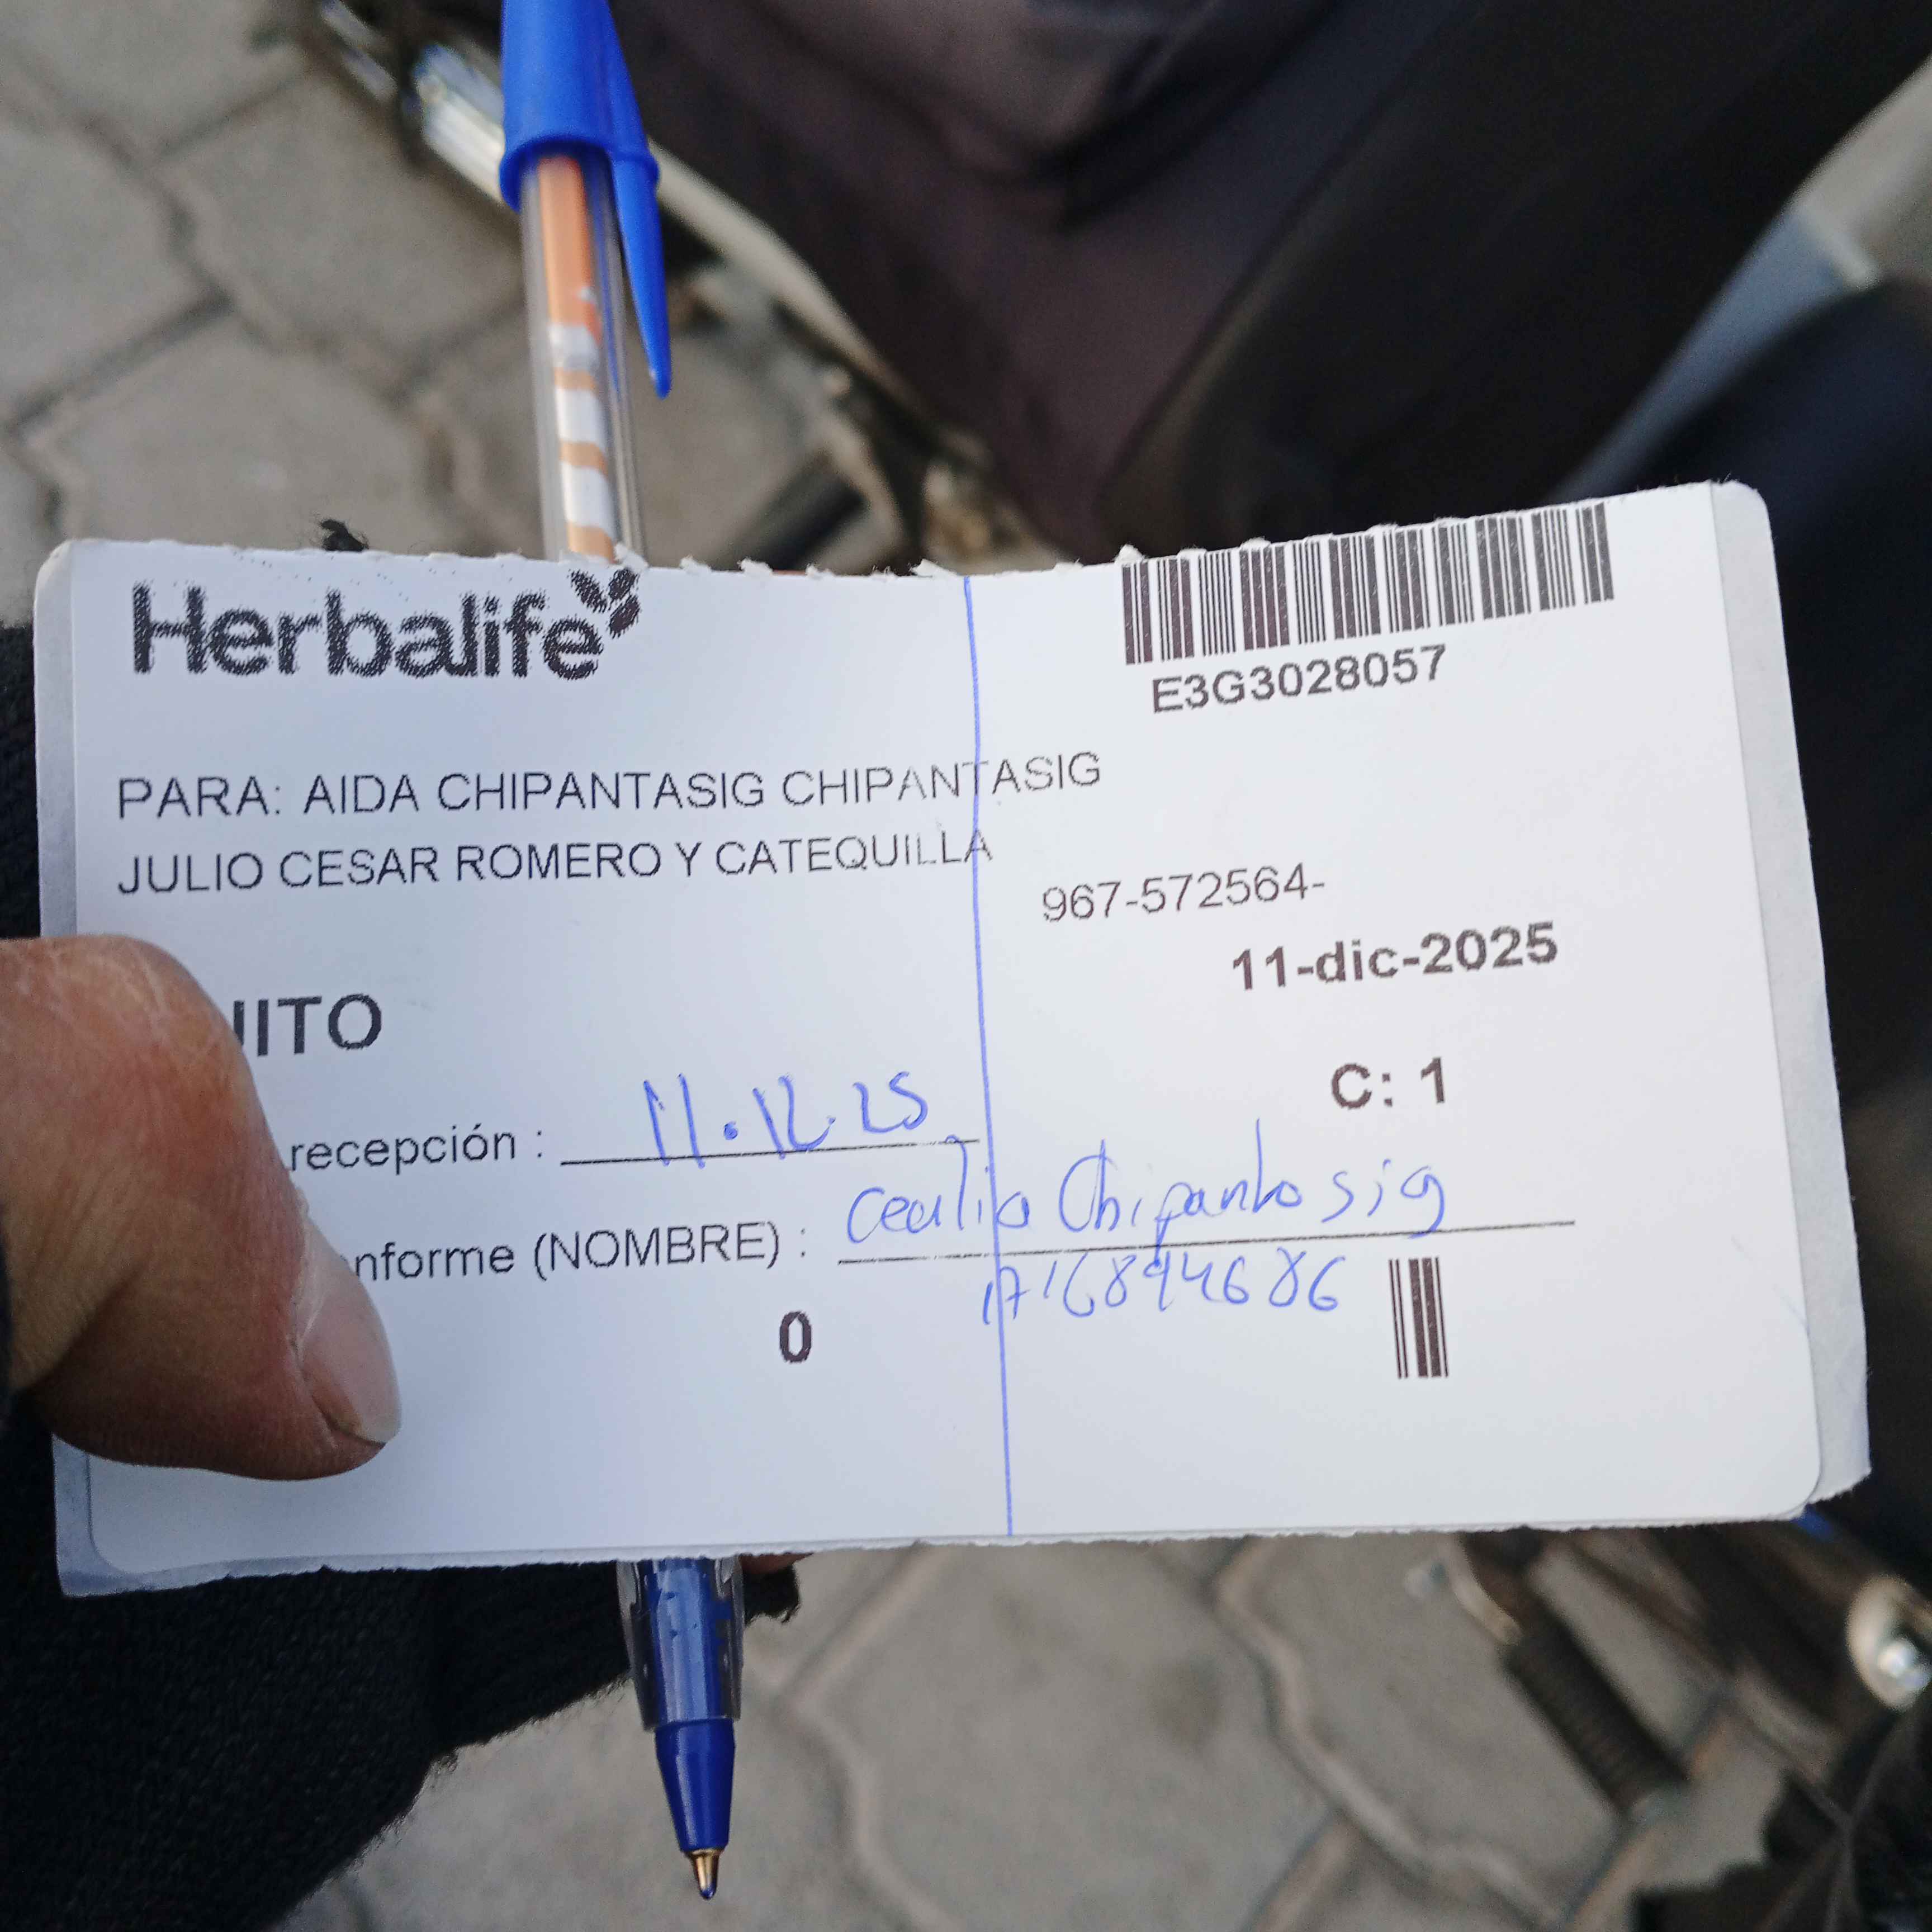 Herbalife
E3G3028057
PARA: AIDA CHIPANTASIG CHIPANTASIG
JULIO CESAR ROMERO Y CATEQUILLA
967-572564-
11-dic-2025
UITO
C: 1
recepción : 11.12.25
nforme (NOMBRE) : Cecilia Chipantasig
1716894686
0